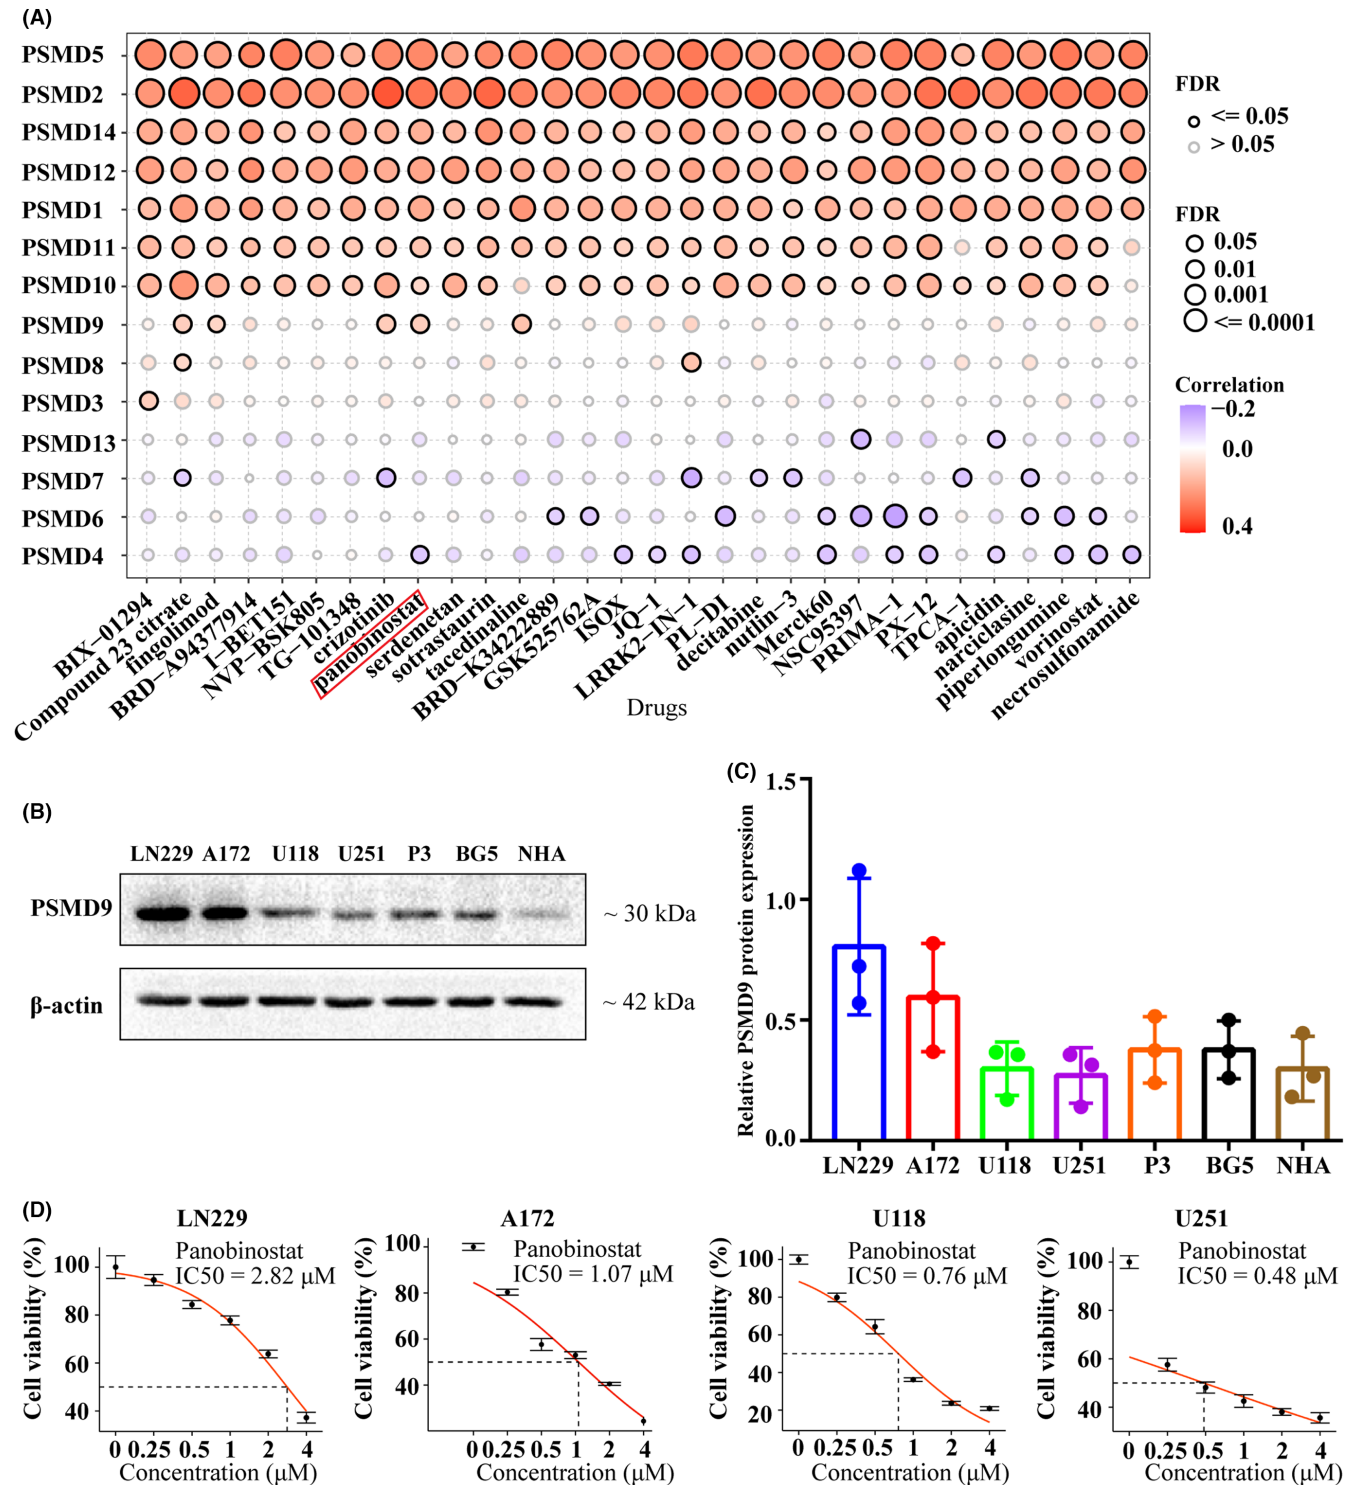 (A)
PSMD5
PSMD2
PSMD14
PSMD12
PSMD1
PSMD11
PSMD10
PSMD9
PSMD8
PSMD3
PSMD13
PSMD7
PSMD6
PSMD4
BIX−01294
Compound 23 citrate
fingolimod
BRD−A94377914
I−BET151
NVP−BSK805
TG−101348
crizotinib
panobinostat
serdemetan
sotrastaurin
tacedinaline
BRD−K34222889
GSK525762A
ISOX
JQ−1
LRRK2−IN−1
PL−DI
decitabine
nutlin−3
Merck60
NSC95397
PRIMA−1
PX−12
TPCA−1
apicidin
narciclasine
piperlongumine
vorinostat
necrosulfonamide
Drugs
FDR
<= 0.05
> 0.05
FDR
0.05
0.01
0.001
<= 0.0001
Correlation
−0.2
0.0
0.4
(B)
LN229 A172 U118 U251 P3 BG5 NHA
PSMD9
~ 30 kDa
β-actin
~ 42 kDa
(C)
Relative PSMD9 protein expression
1.5
1.0
0.5
0.0
LN229 A172 U118 U251 P3 BG5 NHA
(D)
LN229
Cell viability (%)
100
80
60
40
Panobinostat
IC50 = 2.82 μM
0 0.25 0.5 1 2 4
Concentration (μM)
A172
Cell viability (%)
100
80
60
40
Panobinostat
IC50 = 1.07 μM
0 0.25 0.5 1 2 4
Concentration (μM)
U118
Cell viability (%)
100
80
60
40
20
Panobinostat
IC50 = 0.76 μM
0 0.25 0.5 1 2 4
Concentration (μM)
U251
Cell viability (%)
100
80
60
40
Panobinostat
IC50 = 0.48 μM
0 0.25 0.5 1 2 4
Concentration (μM)